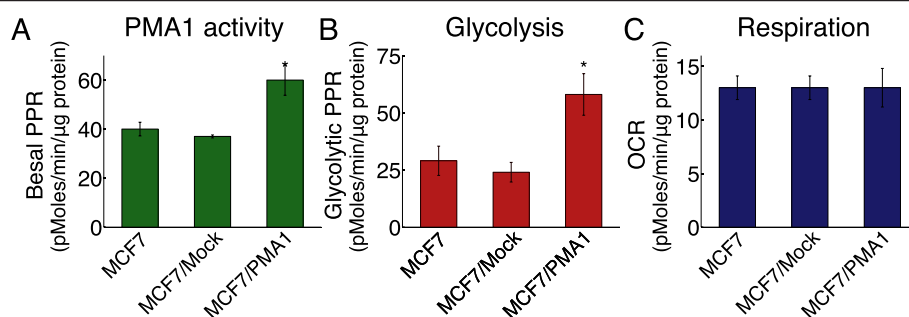 A
PMA1 activity
Besal PPR
(pMoles/min/µg protein)
60
40
20
0
*
MCF7
MCF7/Mock
MCF7/PMA1
B
Glycolysis
Glycolytic PPR
(pMoles/min/µg protein)
75
50
25
0
*
MCF7
MCF7/Mock
MCF7/PMA1
C
Respiration
OCR
(pMoles/min/µg protein)
15
10
5
0
MCF7
MCF7/Mock
MCF7/PMA1